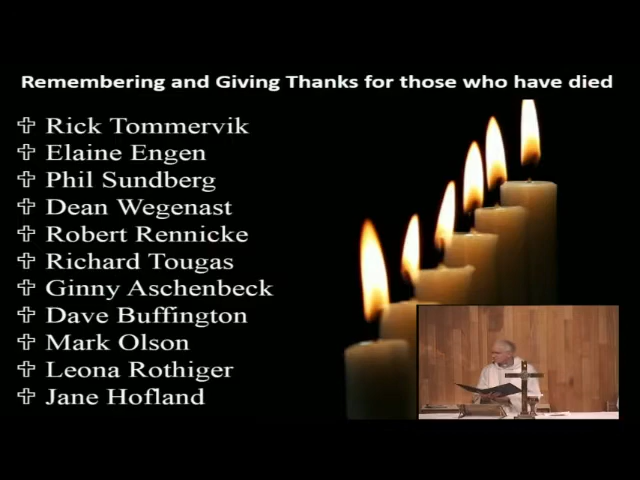 Remembering and Giving Thanks for those who have died
✞ Rick Tommervik
✞ Elaine Engen
✞ Phil Sundberg
✞ Dean Wegenast
✞ Robert Rennicke
✞ Richard Tougas
✞ Ginny Aschenbeck
✞ Dave Buffington
✞ Mark Olson
✞ Leona Rothiger
✞ Jane Hofland